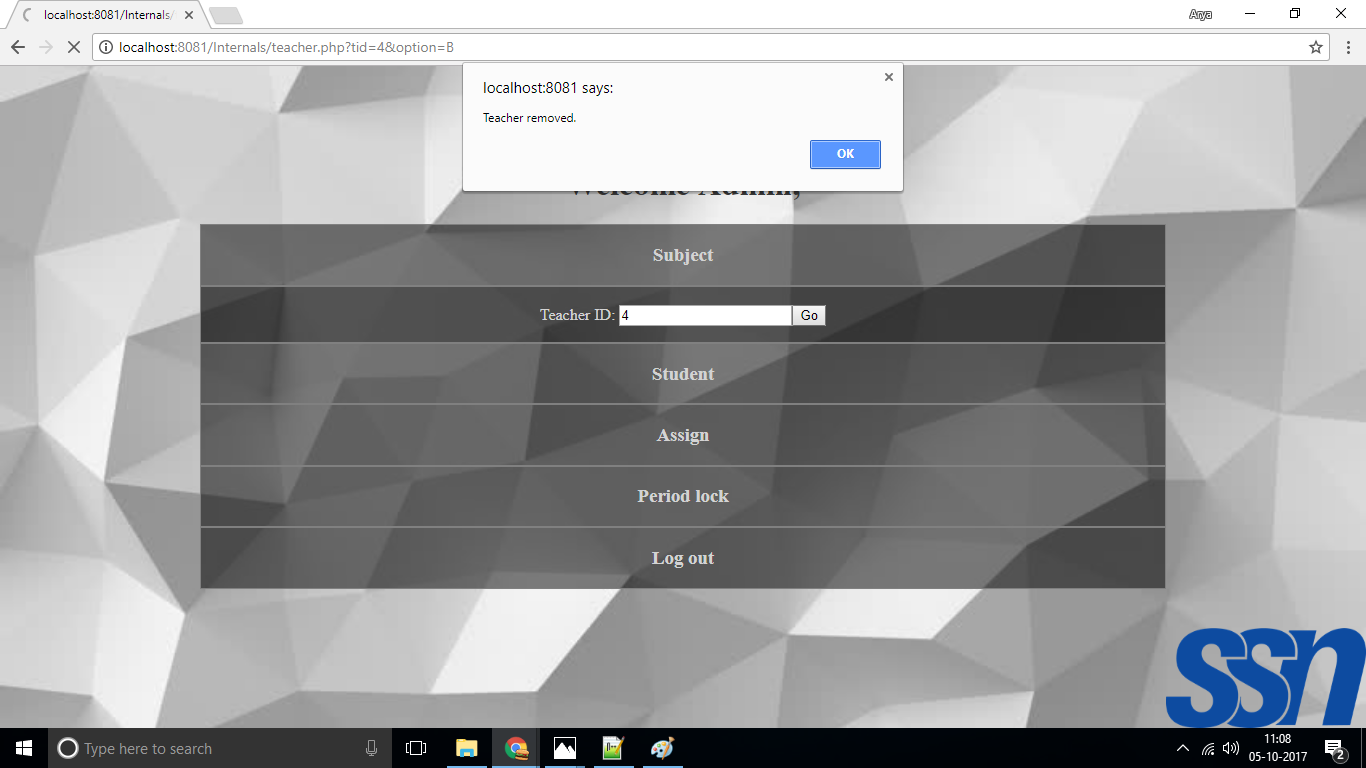 localhost:8081/Internals/
Arya
localhost:8081/Internals/teacher.php?tid=4&option=B
localhost:8081 says:
Teacher removed.
OK
Welcome Admin,
Subject
Teacher ID: 4 Go
Student
Assign
Period lock
Log out
ssn
Type here to search
11:08
05-10-2017
2